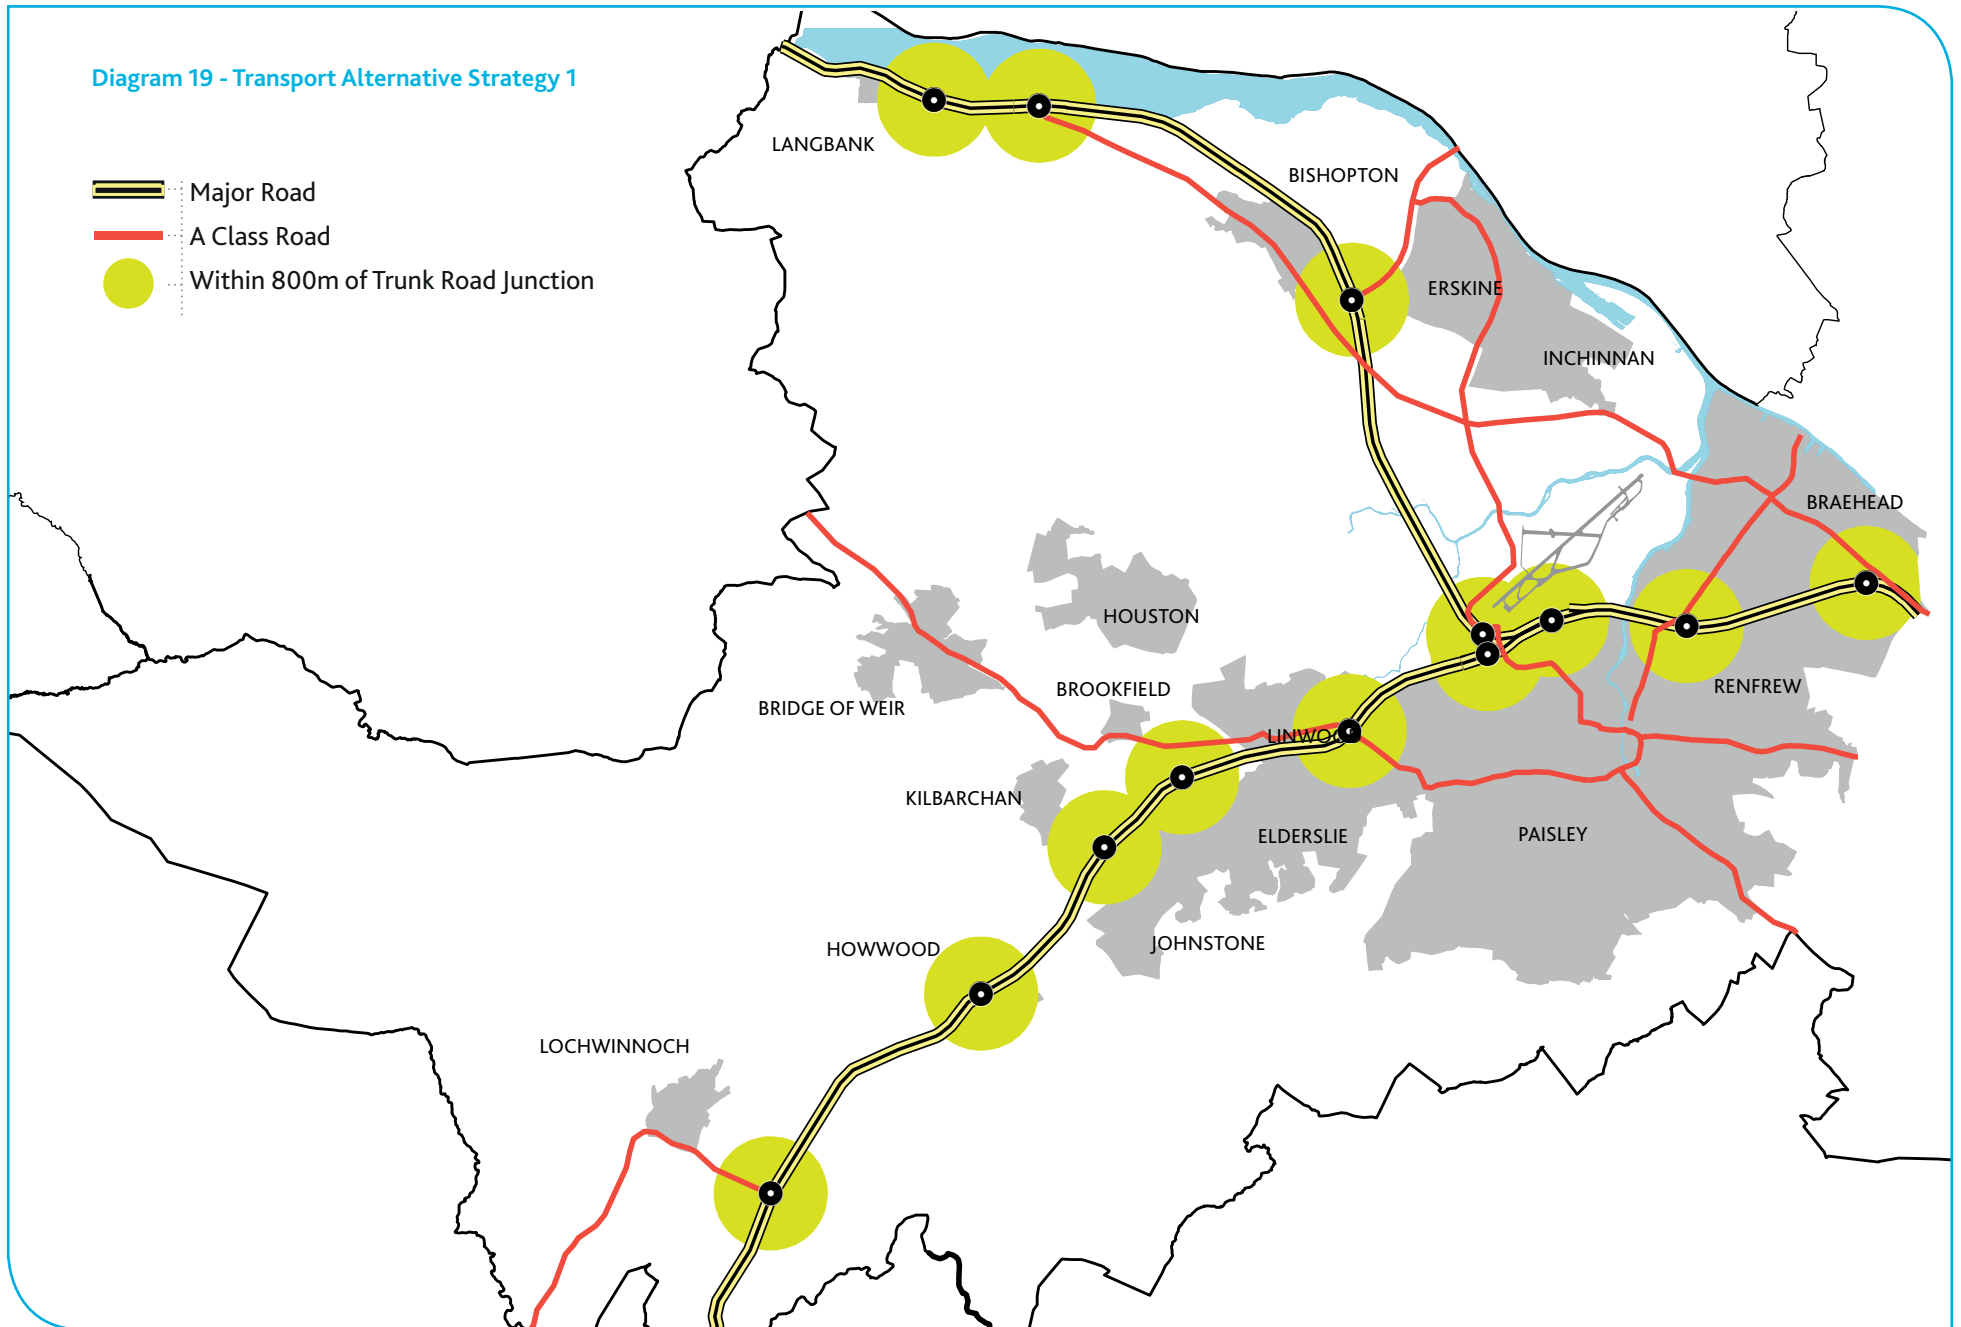 Diagram 19 - Transport Alternative Strategy 1
Major Road
A Class Road
Within 800m of Trunk Road Junction
LANGBANK
BISHOPTON
ERSKINE
INCHINNAN
BRAEHEAD
HOUSTON
BROOKFIELD
RENFREW
BRIDGE OF WEIR
LINWOO
KILBARCHAN
ELDERSLIE
PAISLEY
HOWWOOD
JOHNSTONE
LOCHWINNOCH